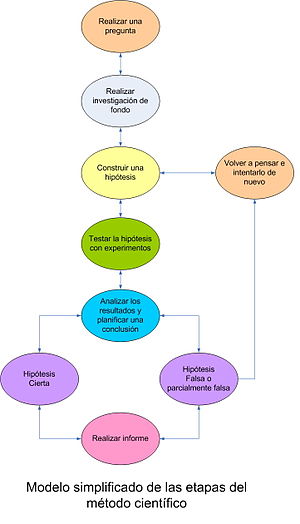 Realizar una
pregunta
Realizar
investigación de
fondo
Construir una
hipótesis
Volver a pensar e
intentarlo de
nuevo
Testar la hipótesis
con experimentos
Analizar los
resultados y
planificar una
conclusión
Hipótesis
Cierta
Hipótesis
Falsa o
parcialmente falsa
Realizar informe
Modelo simplificado de las etapas del
método científico